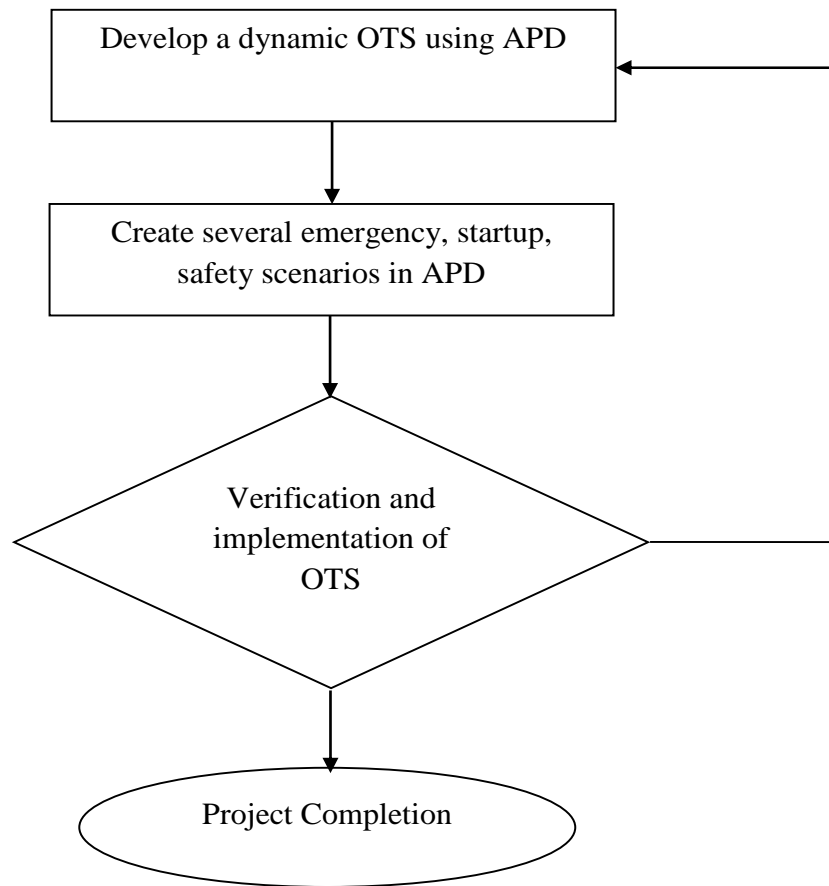 Develop a dynamic OTS using APD
Create several emergency, startup,
safety scenarios in APD
Verification and
implementation of
OTS
Project Completion